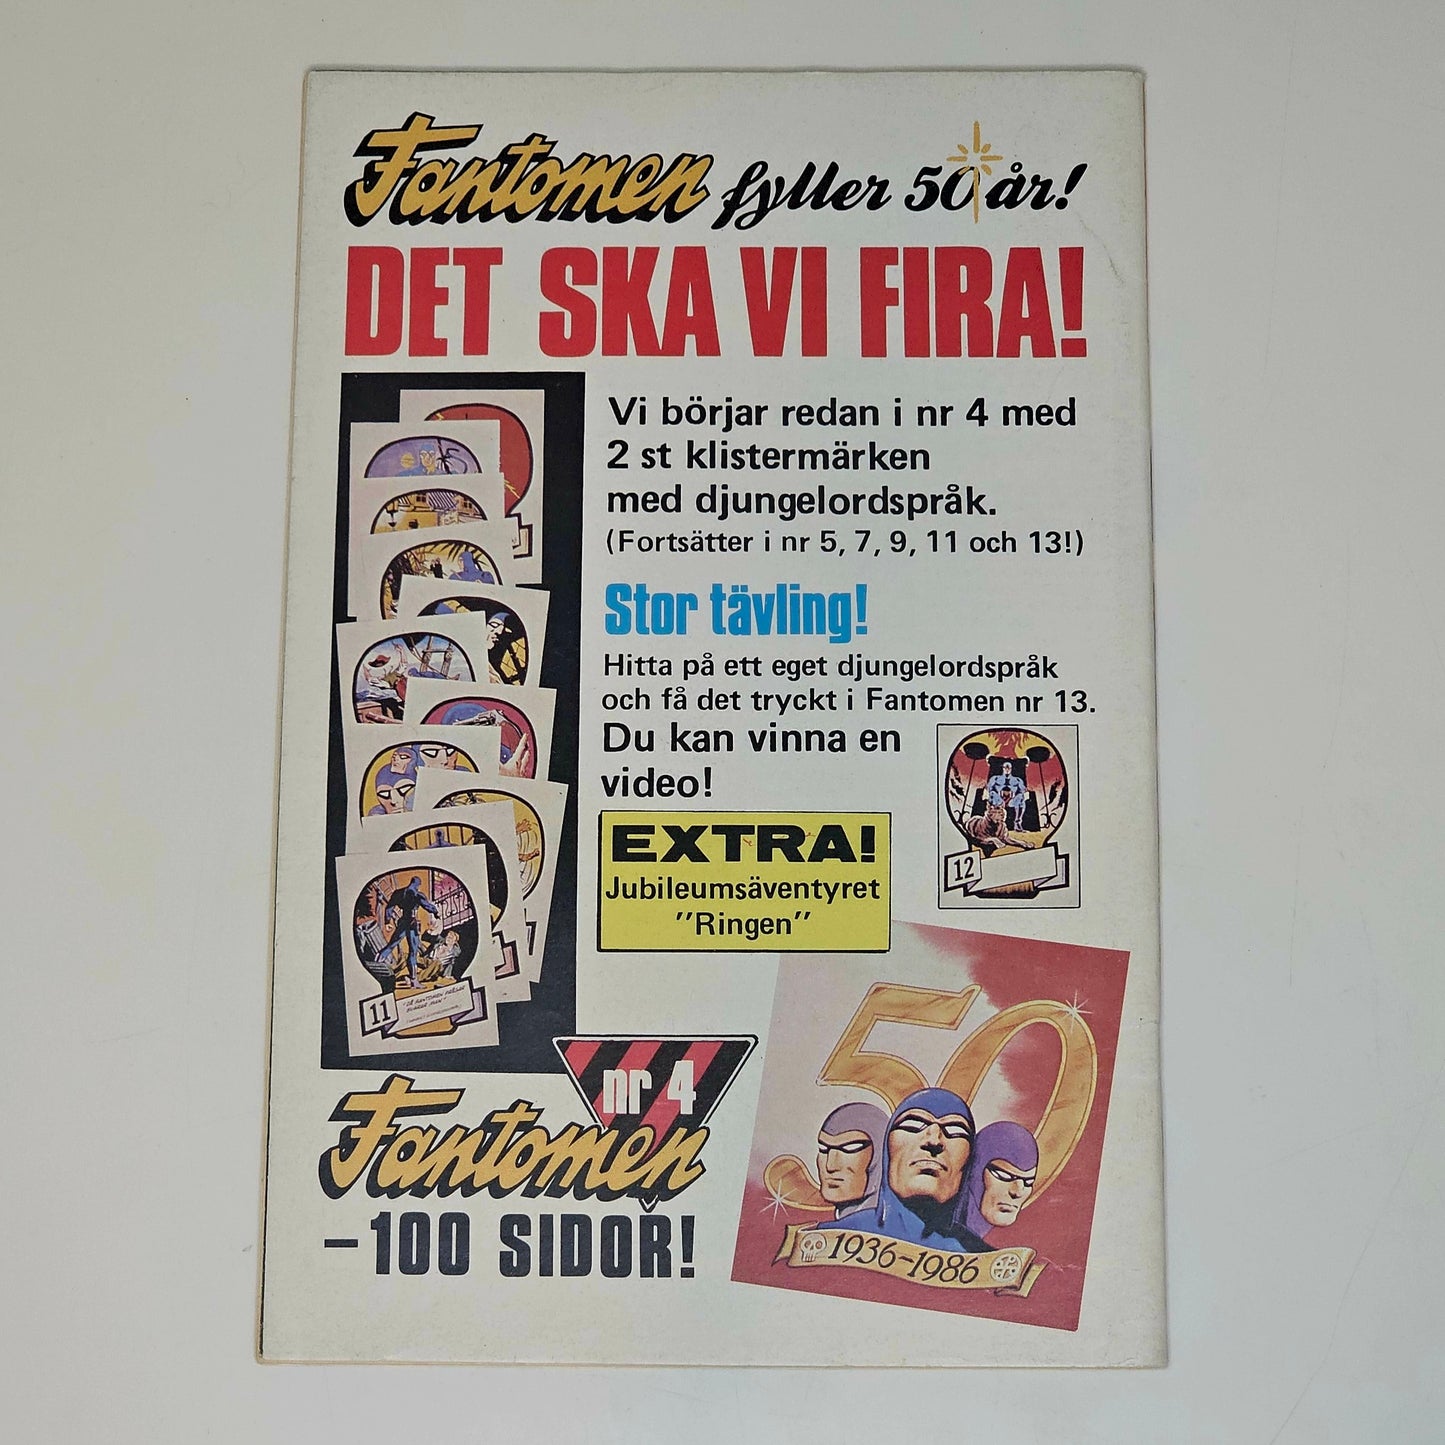 Fantomen fyller 50 år!
DET SKA VI FIRA!
Vi börjar redan i nr 4 med
2 st klistermärken
med djungelordspråk.
(Fortsätter i nr 5, 7, 9, 11 och 13!)
Stor tävling!
Hitta på ett eget djungelordspråk
och få det tryckt i Fantomen nr 13.
Du kan vinna en
video!
12
EXTRA!
Jubileumsäventyret
"Ringen"
11
50
1936-1986
nr 4
Fantomen
-100 SIDOR!